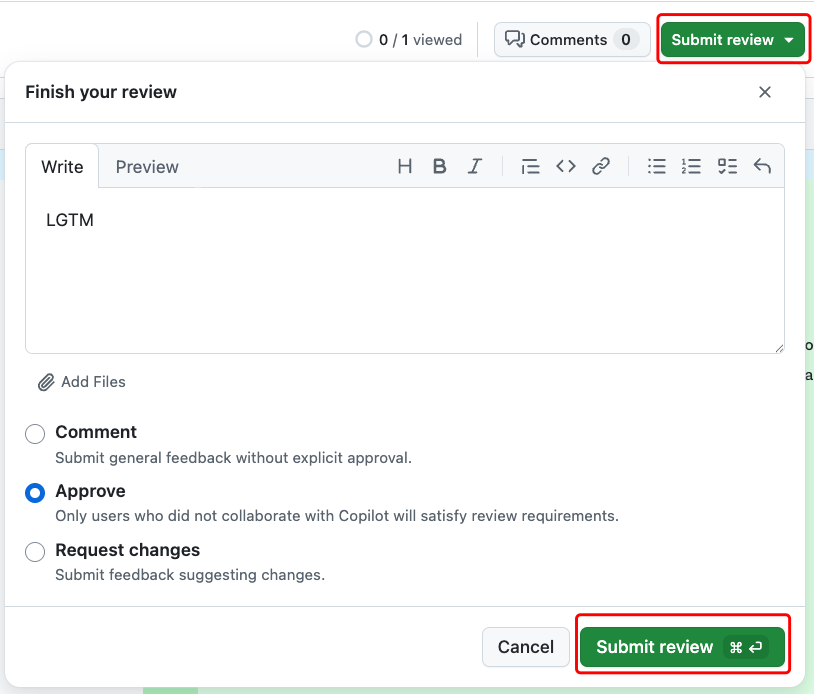 0 / 1 viewed Comments 0 Submit review
Finish your review
Write Preview
LGTM
Add Files
Comment
Submit general feedback without explicit approval.
Approve
Only users who did not collaborate with Copilot will satisfy review requirements.
Request changes
Submit feedback suggesting changes.
Cancel Submit review ⌘ ↵